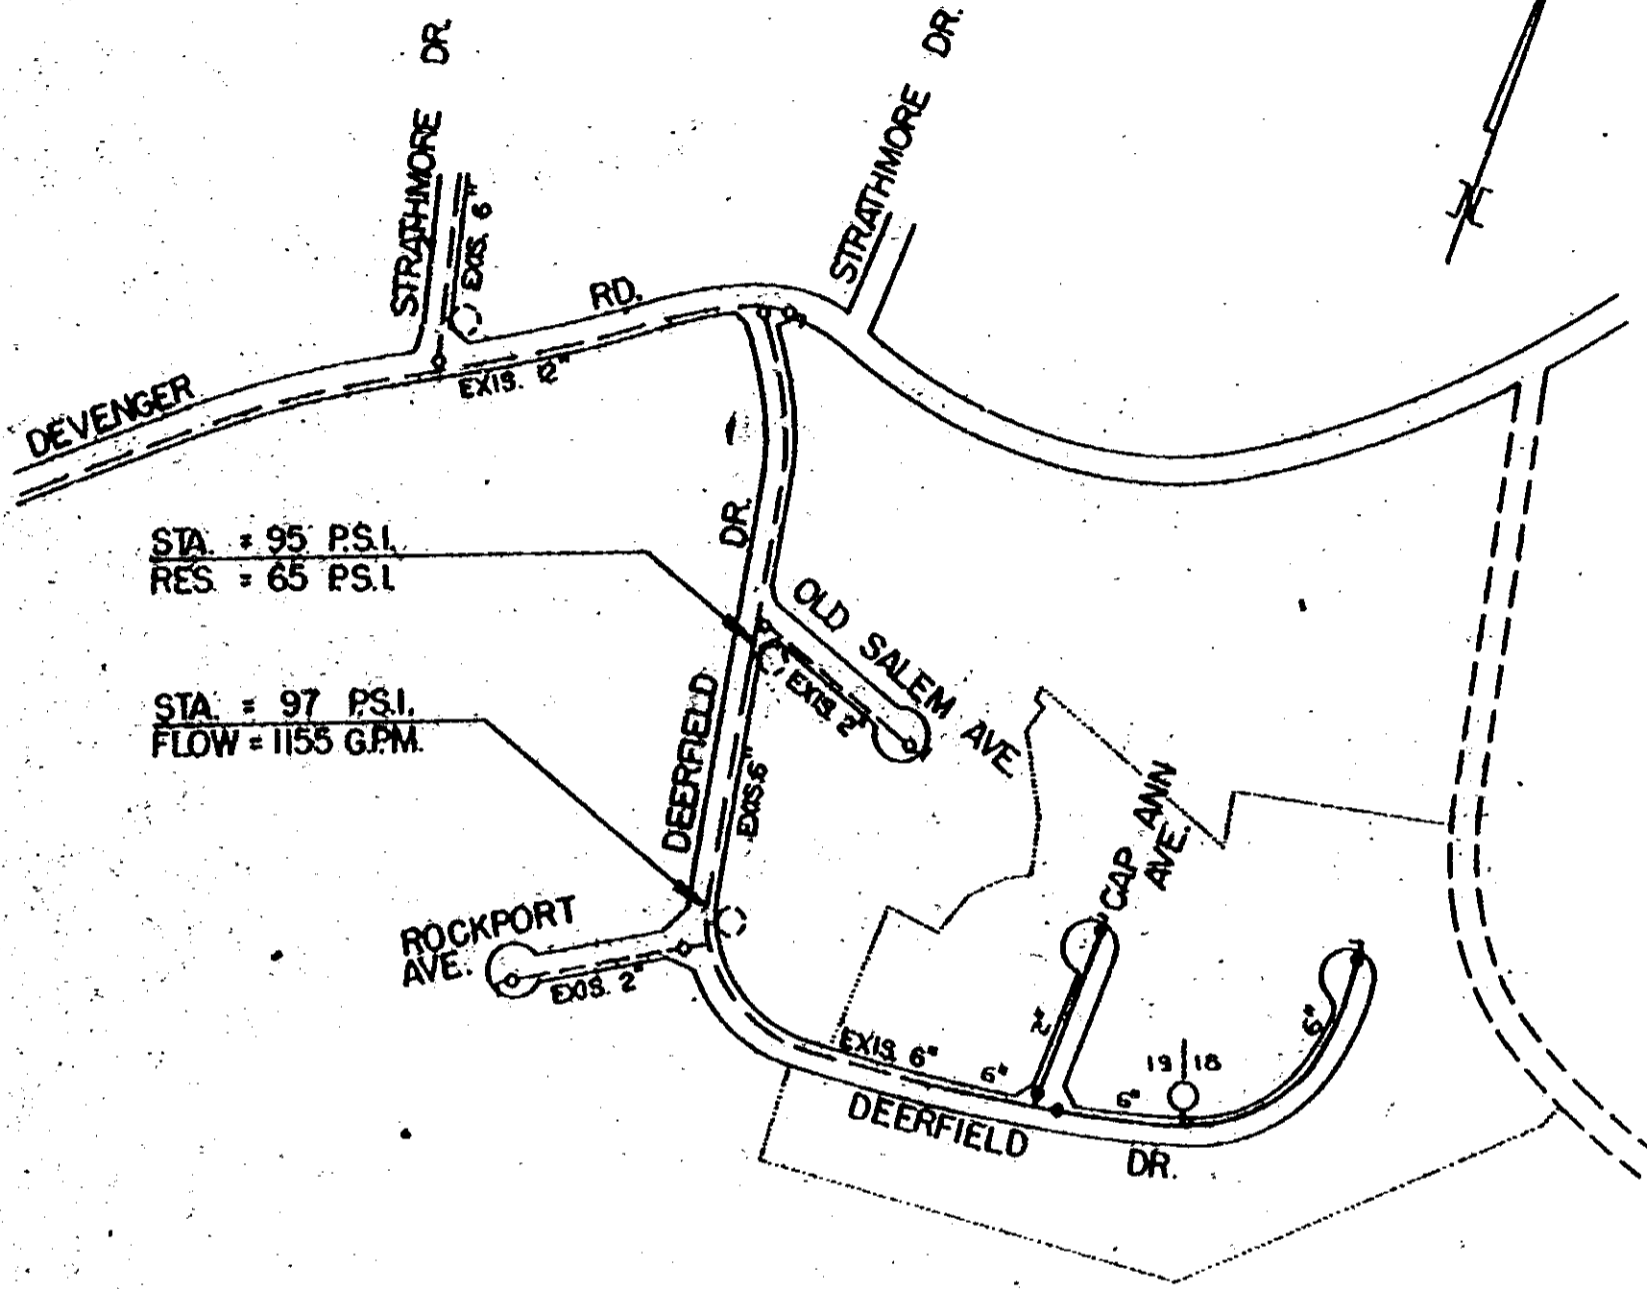 STRATHMORE DR.
STRATHMORE DR.
N
EXIS. 6"
RD.
DEVENGER
EXIS. 12"
STA. = 95 P.S.I.
RES. = 65 P.S.I.
DR.
OLD SALEM AVE.
EXIS. 2"
STA. = 97 P.S.I.
FLOW = 1155 G.P.M.
DEERFIELD
EXIS. 6"
CAP ANN
AVE.
ROCKPORT
AVE.
EXIS. 2"
2"
6"
EXIS. 6"
6"
19 18
6"
DEERFIELD DR.